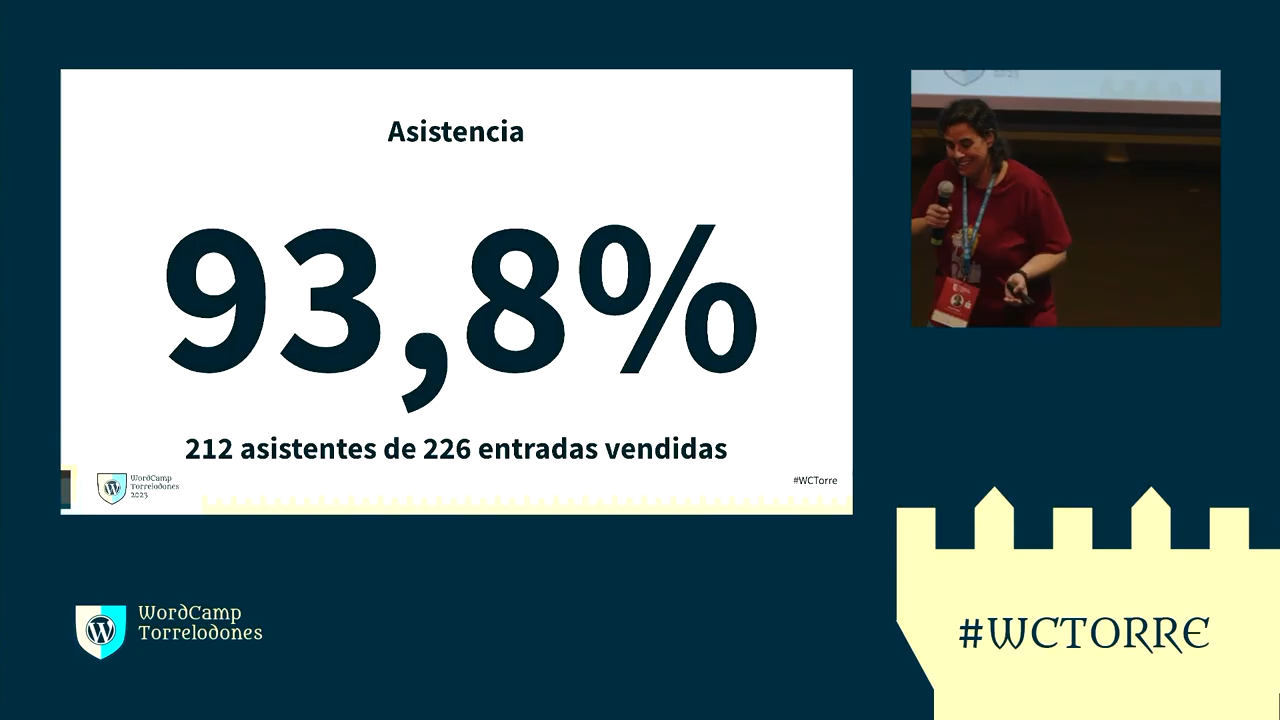 Asistencia
93,8%
212 asistentes de 226 entradas vendidas
WordCamp
Torrelodones
2023
#WCTorre
WordCamp
Torrelodones
#WCTORRE